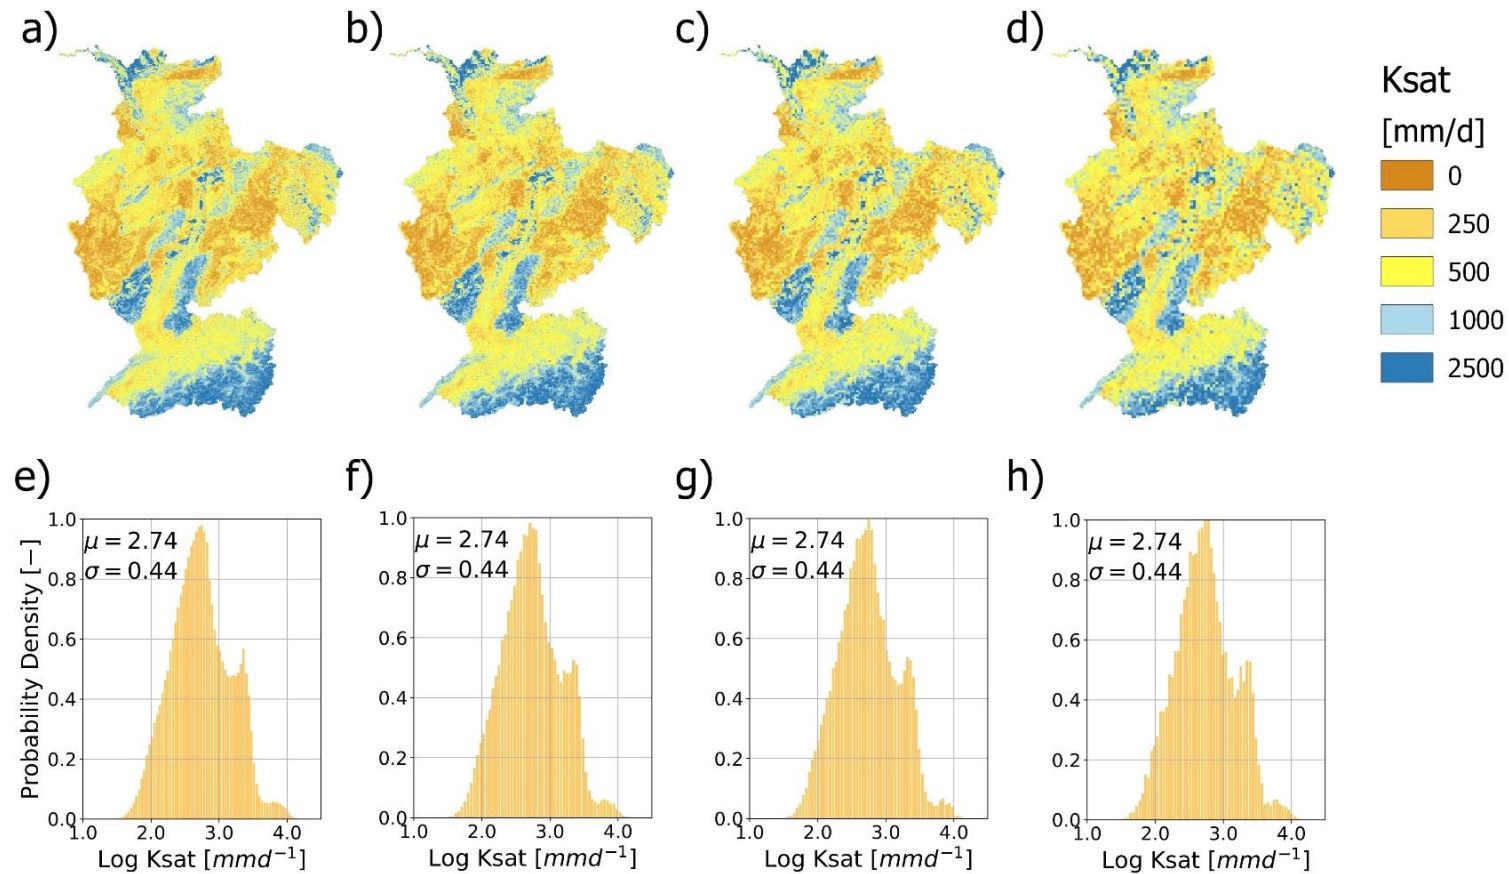 a)
b)
c)
d)
Ksat
[mm/d]
0
250
500
1000
2500
e)
f)
g)
h)
Probability Density [−]
1.0
0.8
0.6
0.4
0.2
0.0
μ = 2.74
σ = 0.44
1.0 2.0 3.0 4.0
Log Ksat [mmd⁻¹]
1.0
0.8
0.6
0.4
0.2
0.0
μ = 2.74
σ = 0.44
1.0 2.0 3.0 4.0
Log Ksat [mmd⁻¹]
1.0
0.8
0.6
0.4
0.2
0.0
μ = 2.74
σ = 0.44
1.0 2.0 3.0 4.0
Log Ksat [mmd⁻¹]
1.0
0.8
0.6
0.4
0.2
0.0
μ = 2.74
σ = 0.44
1.0 2.0 3.0 4.0
Log Ksat [mmd⁻¹]